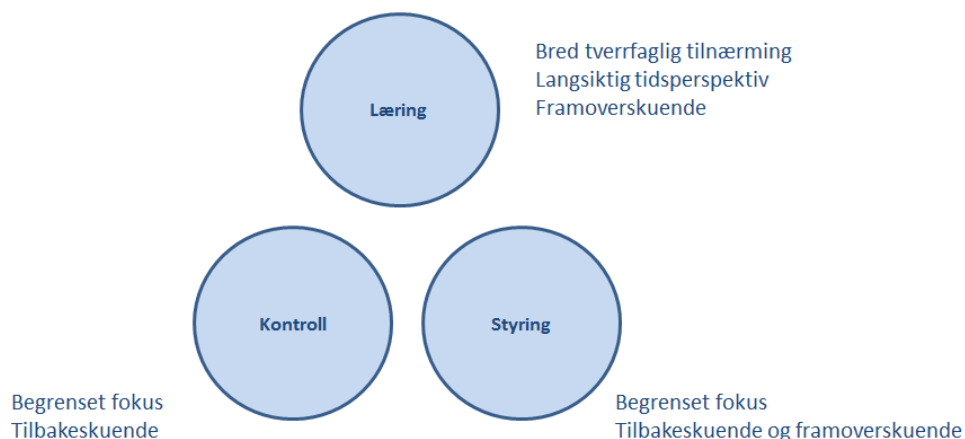 Læring
Bred tverrfaglig tilnærming
Langsiktig tidsperspektiv
Framoverskuende
Kontroll
Styring
Begrenset fokus
Tilbakeskuende
Begrenset fokus
Tilbakeskuende og framoverskuende